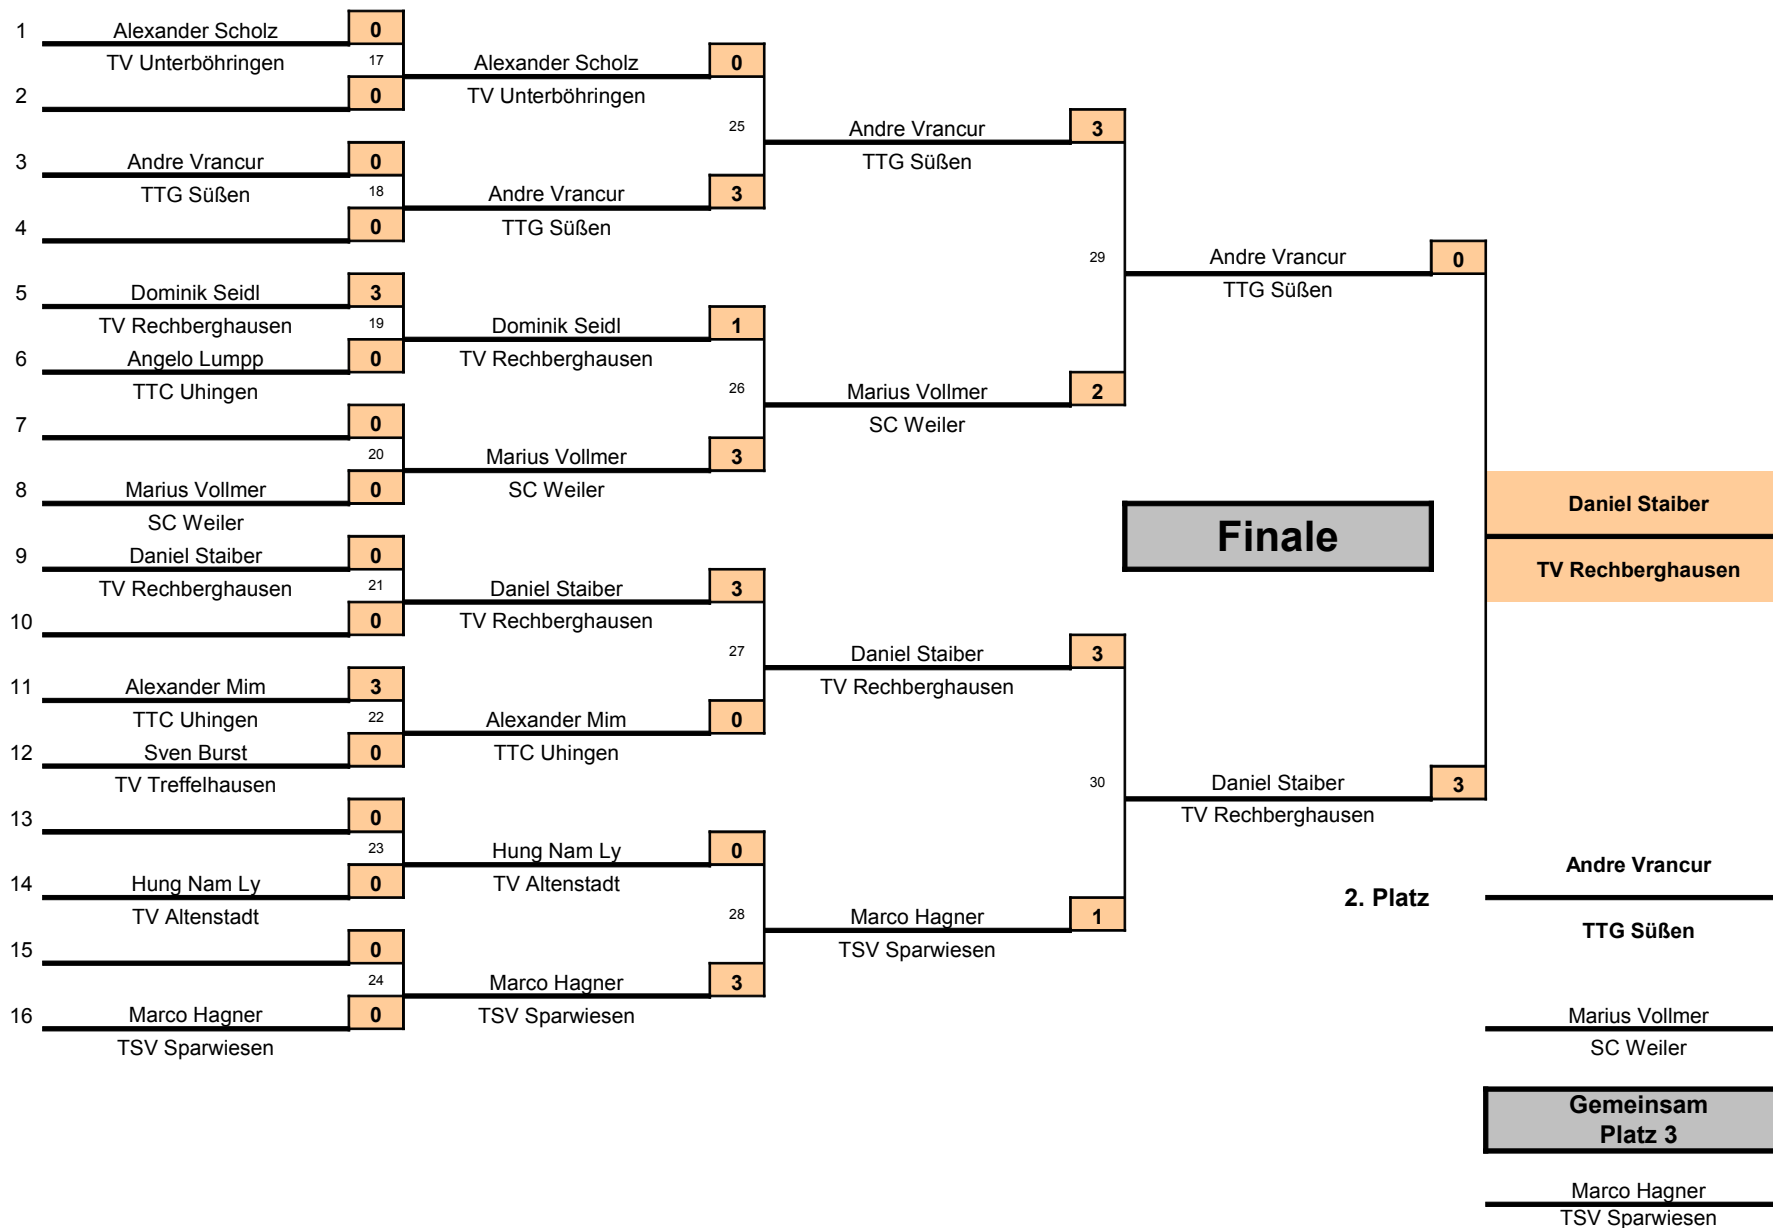 1 Alexander Scholz 0
TV Unterböhringen 17 Alexander Scholz 0
2 0 TV Unterböhringen
25 Andre Vrancur 3
3 Andre Vrancur 0 TTG Süßen
TTG Süßen 18 Andre Vrancur 3
4 0 TTG Süßen
29 Andre Vrancur 0
TTG Süßen
5 Dominik Seidl 3
TV Rechberghausen 19 Dominik Seidl 1
6 Angelo Lumpp 0 TV Rechberghausen
TTC Uhingen 26 Marius Vollmer 2
7 0 SC Weiler
20 Marius Vollmer 3
8 Marius Vollmer 0 SC Weiler
SC Weiler
Daniel Staiber
Finale
9 Daniel Staiber 0
TV Rechberghausen
TV Rechberghausen 21 Daniel Staiber 3
10 0 TV Rechberghausen
27 Daniel Staiber 3
11 Alexander Mim 3 TV Rechberghausen
TTC Uhingen 22 Alexander Mim 0
12 Sven Burst 0 TTC Uhingen
TV Treffelhausen 30 Daniel Staiber 3
13 0 TV Rechberghausen
23 Hung Nam Ly 0
Andre Vrancur
14 Hung Nam Ly 0 TV Altenstadt
2. Platz
TV Altenstadt 28 Marco Hagner 1
TTG Süßen
15 0 TSV Sparwiesen
24 Marco Hagner 3
16 Marco Hagner 0 TSV Sparwiesen
Marius Vollmer
TSV Sparwiesen
SC Weiler
Gemeinsam
Platz 3
Marco Hagner
TSV Sparwiesen